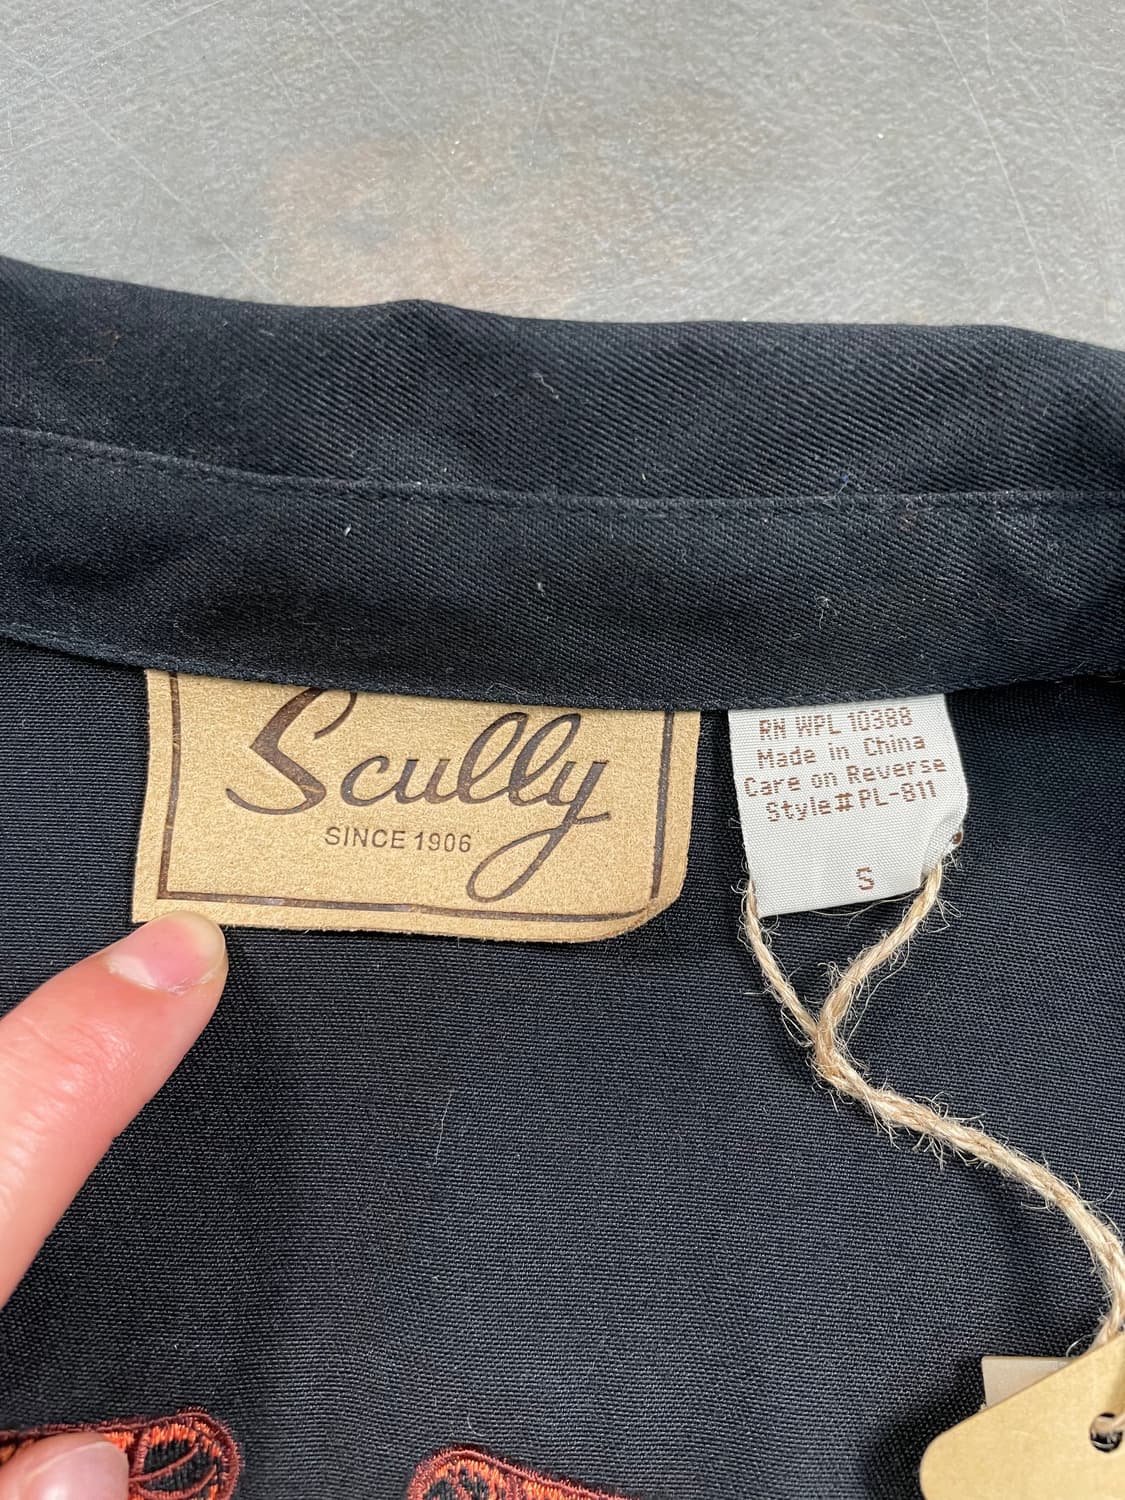 Scully
SINCE 1906
RN WPL 10388
Made in China
Care on Reverse
Style# PL-811
S